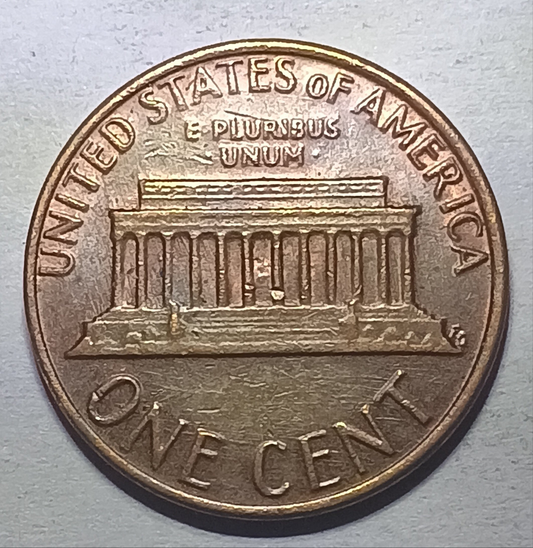 UNITED STATES OF AMERICA
E PLURIBUS
UNUM
ONE CENT